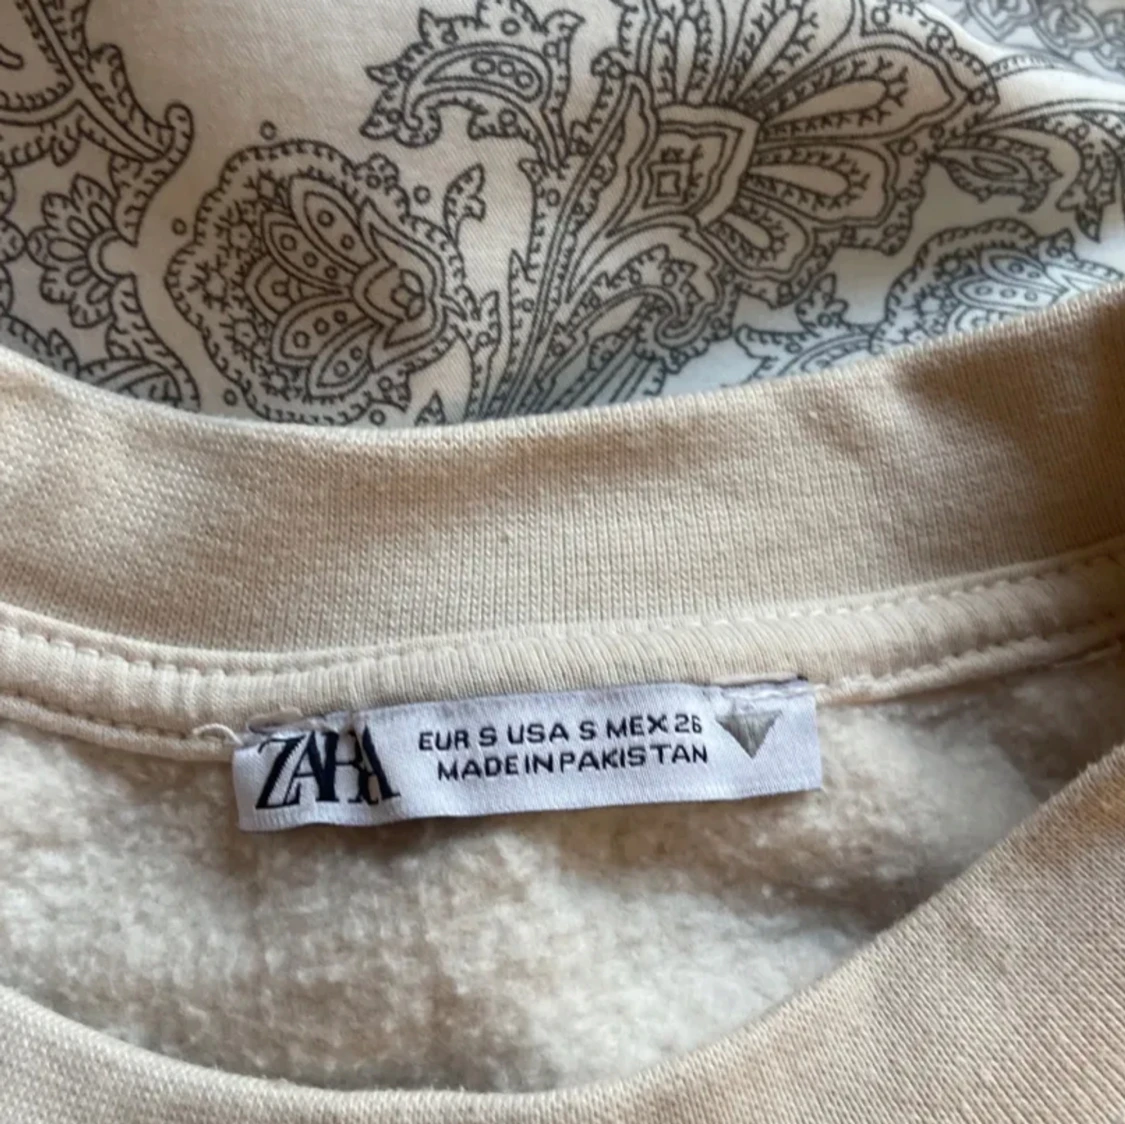 ZARA
EUR S USA S MEX 26
MADE IN PAKISTAN